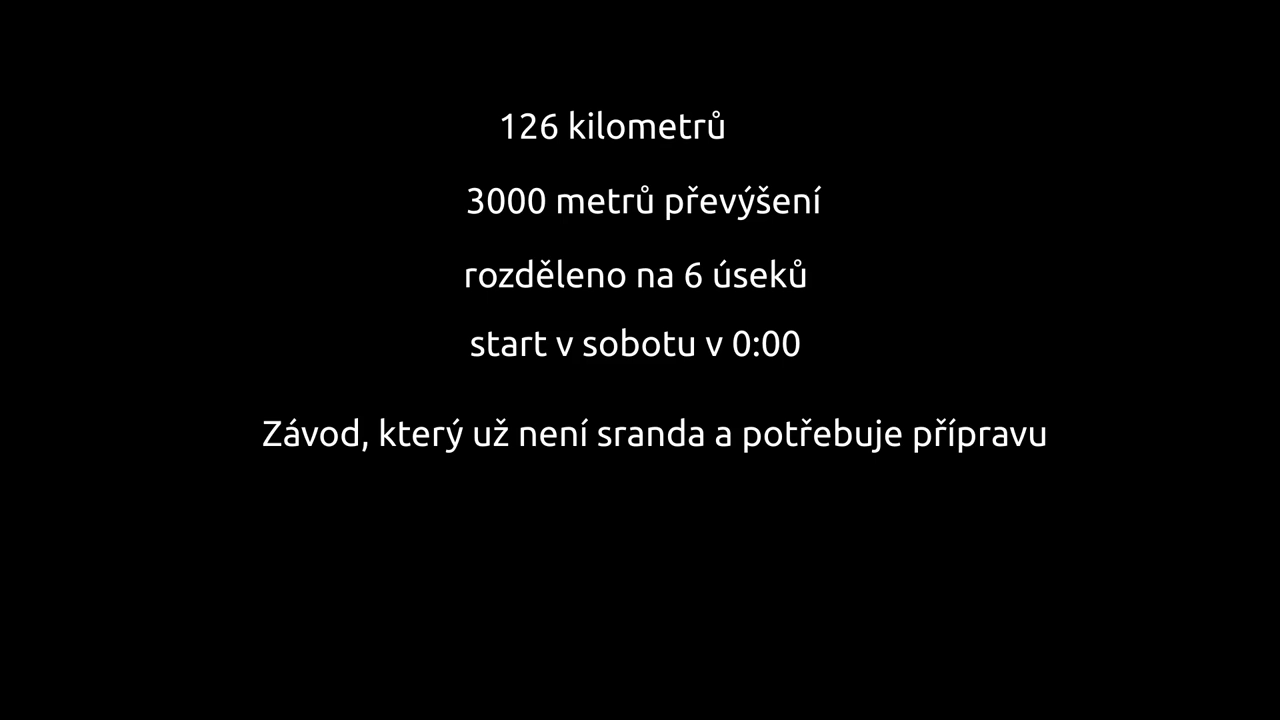 126 kilometrů
3000 metrů převýšení
rozděleno na 6 úseků
start v sobotu v 0:00
Závod, který už není sranda a potřebuje přípravu